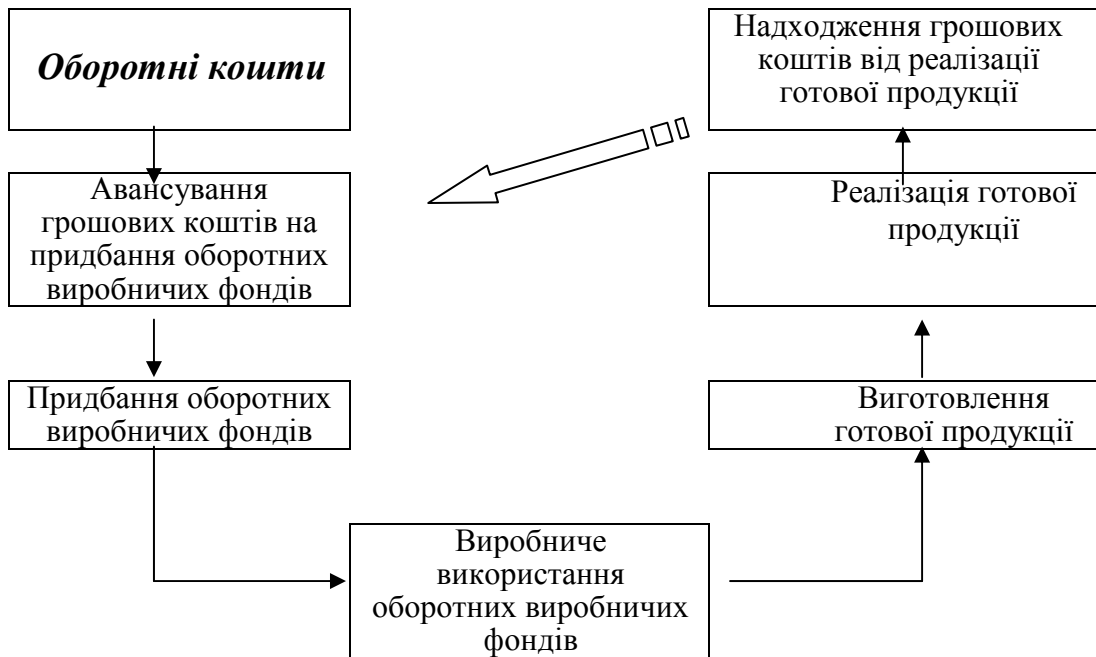 Оборотні кошти
Авансування
грошових коштів на
придбання оборотних
виробничих фондів
Придбання оборотних
виробничих фондів
Виробниче
використання
оборотних виробничих
фондів
Виготовлення
готової продукції
Реалізація готової
продукції
Надходження грошових
коштів від реалізації
готової продукції